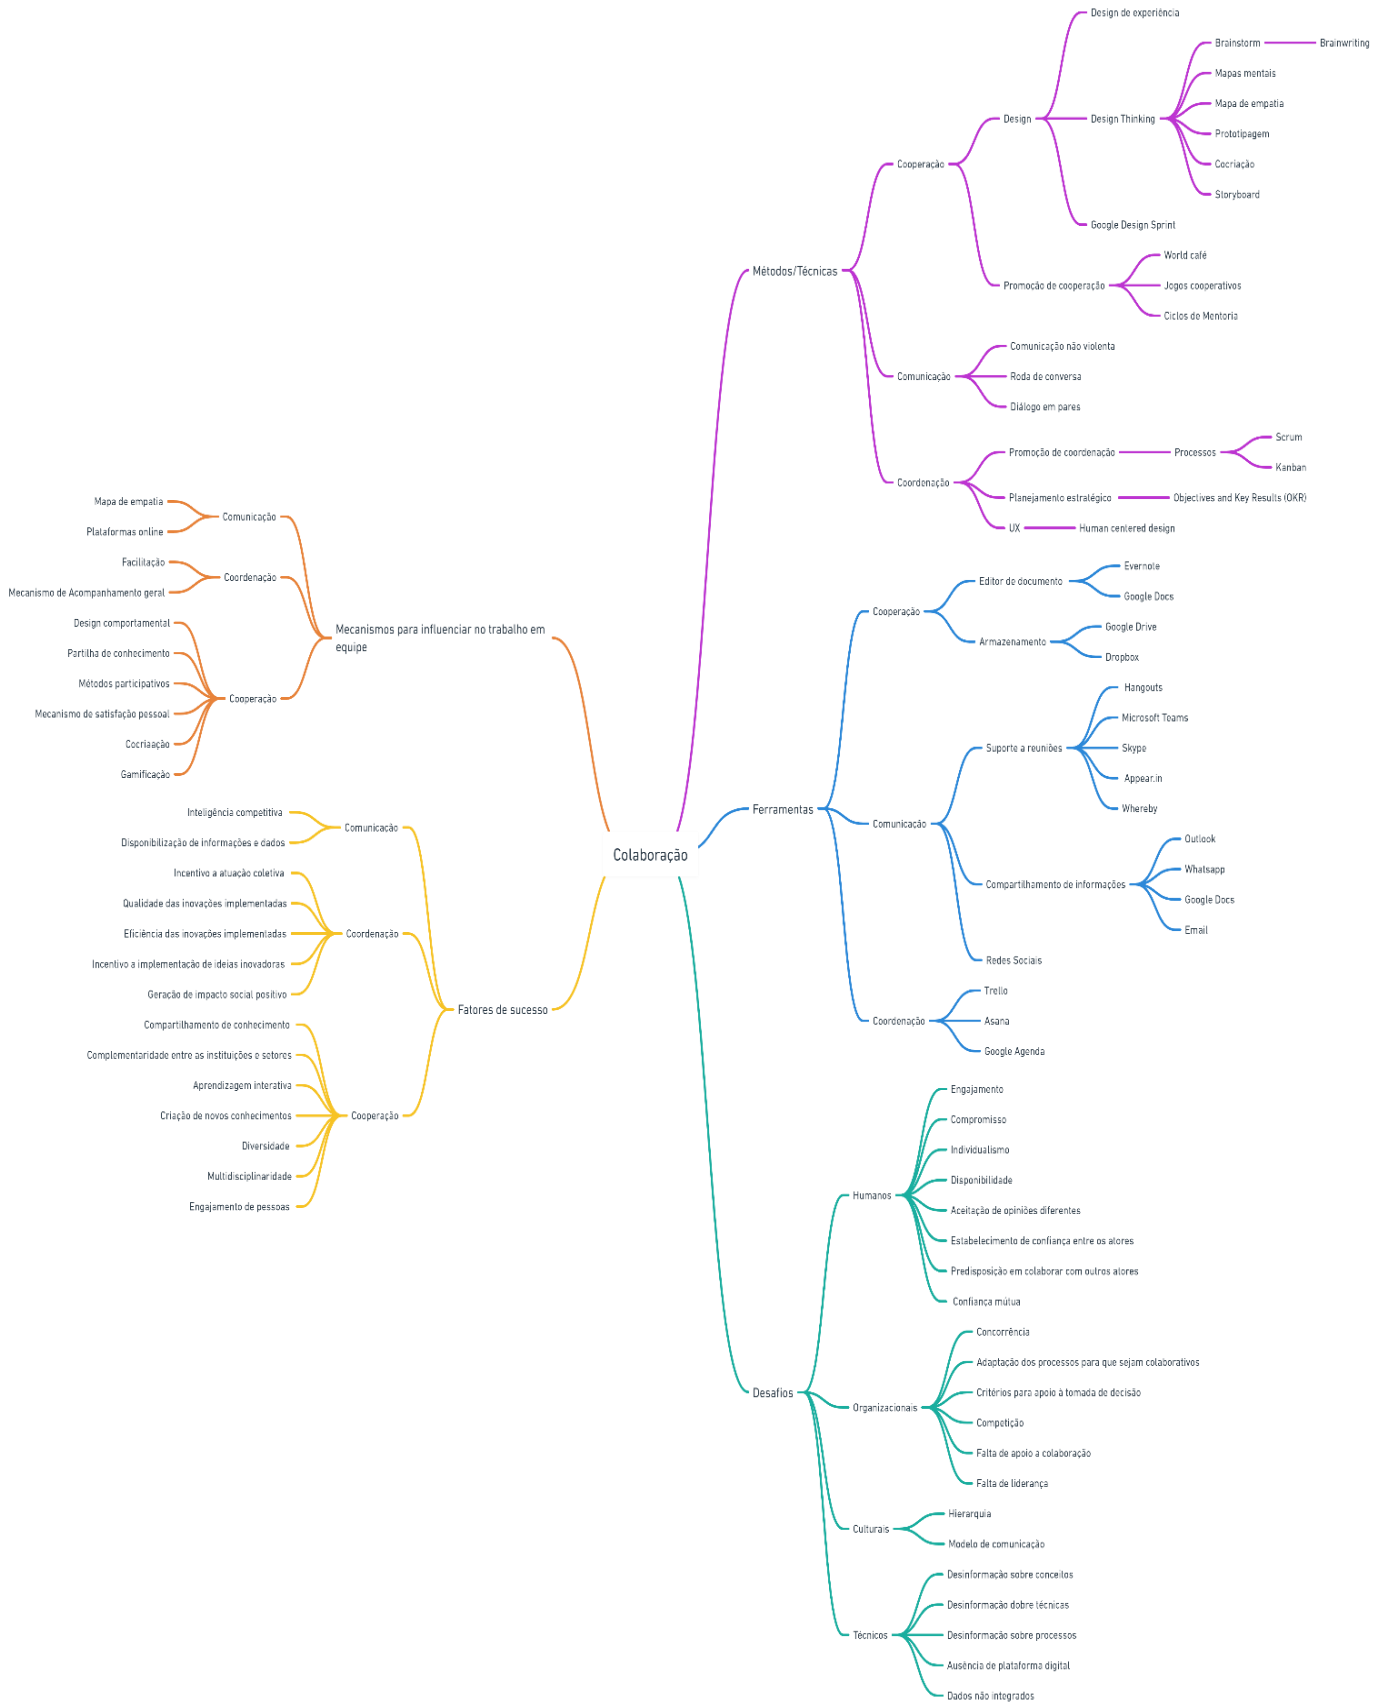 Colaboração
Métodos/Técnicas
Cooperação
Design
Design de experiência
Design Thinking
Brainstorm
Brainwriting
Mapas mentais
Mapa de empatia
Prototipagem
Cocriação
Storyboard
Google Design Sprint
Promoção de cooperação
World café
Jogos cooperativos
Ciclos de Mentoria
Comunicação
Comunicação não violenta
Roda de conversa
Diálogo em pares
Coordenação
Promoção de coordenação
Processos
Scrum
Kanban
Planejamento estratégico
Objectives and Key Results (OKR)
UX
Human centered design
Ferramentas
Cooperação
Editor de documento
Evernote
Google Docs
Armazenamento
Google Drive
Dropbox
Comunicação
Suporte a reuniões
Hangouts
Microsoft Teams
Skype
Appear.in
Whereby
Compartilhamento de informações
Outlook
Whatsapp
Google Docs
Email
Redes Sociais
Coordenação
Trello
Asana
Google Agenda
Desafios
Humanos
Engajamento
Compromisso
Individualismo
Disponibilidade
Aceitação de opiniões diferentes
Estabelecimento de confiança entre os atores
Predisposição em colaborar com outros atores
Confiança mútua
Organizacionais
Concorrência
Adaptação dos processos para que sejam colaborativos
Critérios para apoio à tomada de decisão
Competição
Falta de apoio a colaboração
Falta de liderança
Culturais
Hierarquia
Modelo de comunicação
Técnicos
Desinformação sobre conceitos
Desinformação dobre técnicas
Desinformação sobre processos
Ausência de plataforma digital
Dados não integrados
Mecanismos para influenciar no trabalho em
equipe
Comunicação
Mapa de empatia
Plataformas online
Coordenação
Facilitação
Mecanismo de Acompanhamento geral
Cooperação
Design comportamental
Partilha de conhecimento
Métodos participativos
Mecanismo de satisfação pessoal
Cocriaação
Gamificação
Fatores de sucesso
Comunicação
Inteligência competitiva
Disponibilização de informações e dados
Coordenação
Incentivo a atuação coletiva
Qualidade das inovações implementadas
Eficiência das inovações implementadas
Incentivo a implementação de ideias inovadoras
Geração de impacto social positivo
Cooperação
Compartilhamento de conhecimento
Complementaridade entre as instituições e setores
Aprendizagem interativa
Criação de novos conhecimentos
Diversidade
Multidisciplinaridade
Engajamento de pessoas